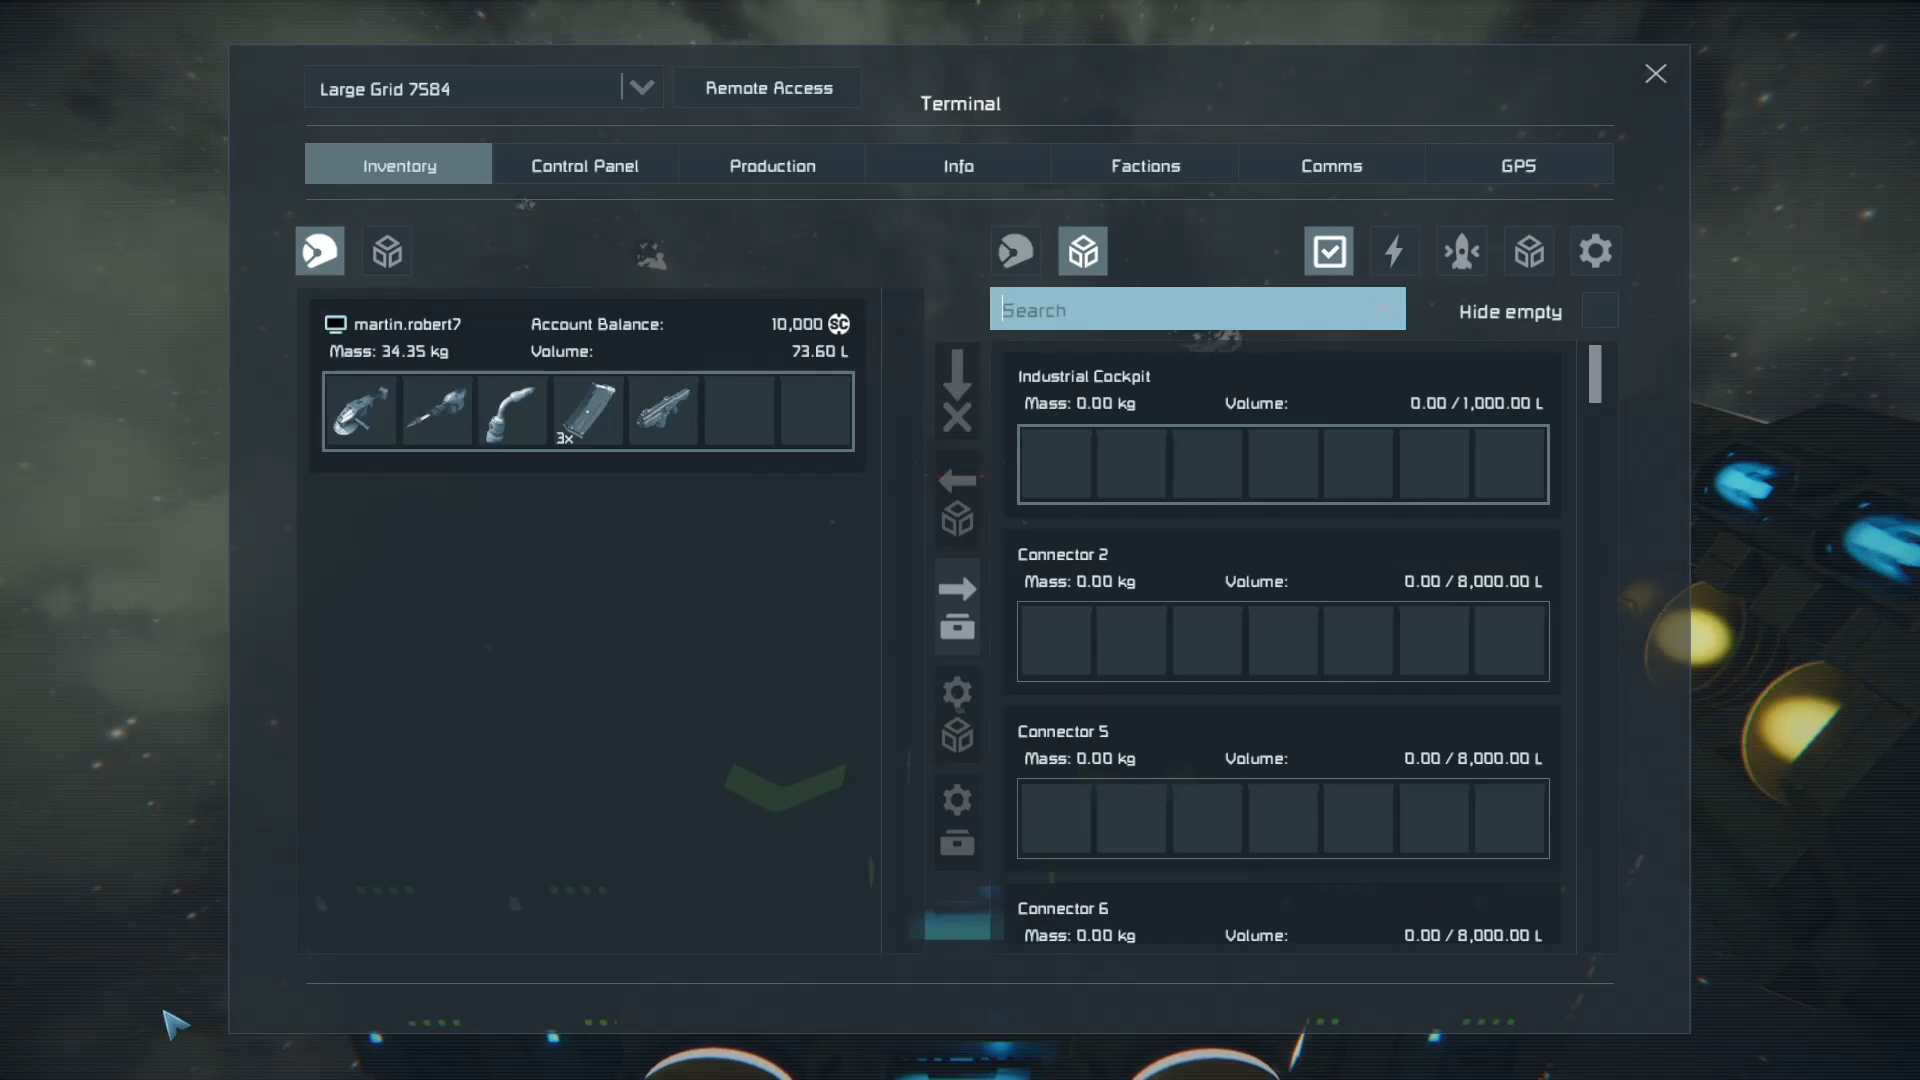 Large Grid 7584
Remote Access
Terminal
Inventory
Control Panel
Production
Info
Factions
Comms
GPS
Search
Hide empty
martin.robert7
Account Balance:
10,000 SC
Mass: 34.35 kg
Volume:
73.60 L
3x
Industrial Cockpit
Mass: 0.00 kg
Volume:
0.00 / 1,000.00 L
Connector 2
Mass: 0.00 kg
Volume:
0.00 / 8,000.00 L
Connector 5
Mass: 0.00 kg
Volume:
0.00 / 8,000.00 L
Connector 6
Mass: 0.00 kg
Volume:
0.00 / 8,000.00 L